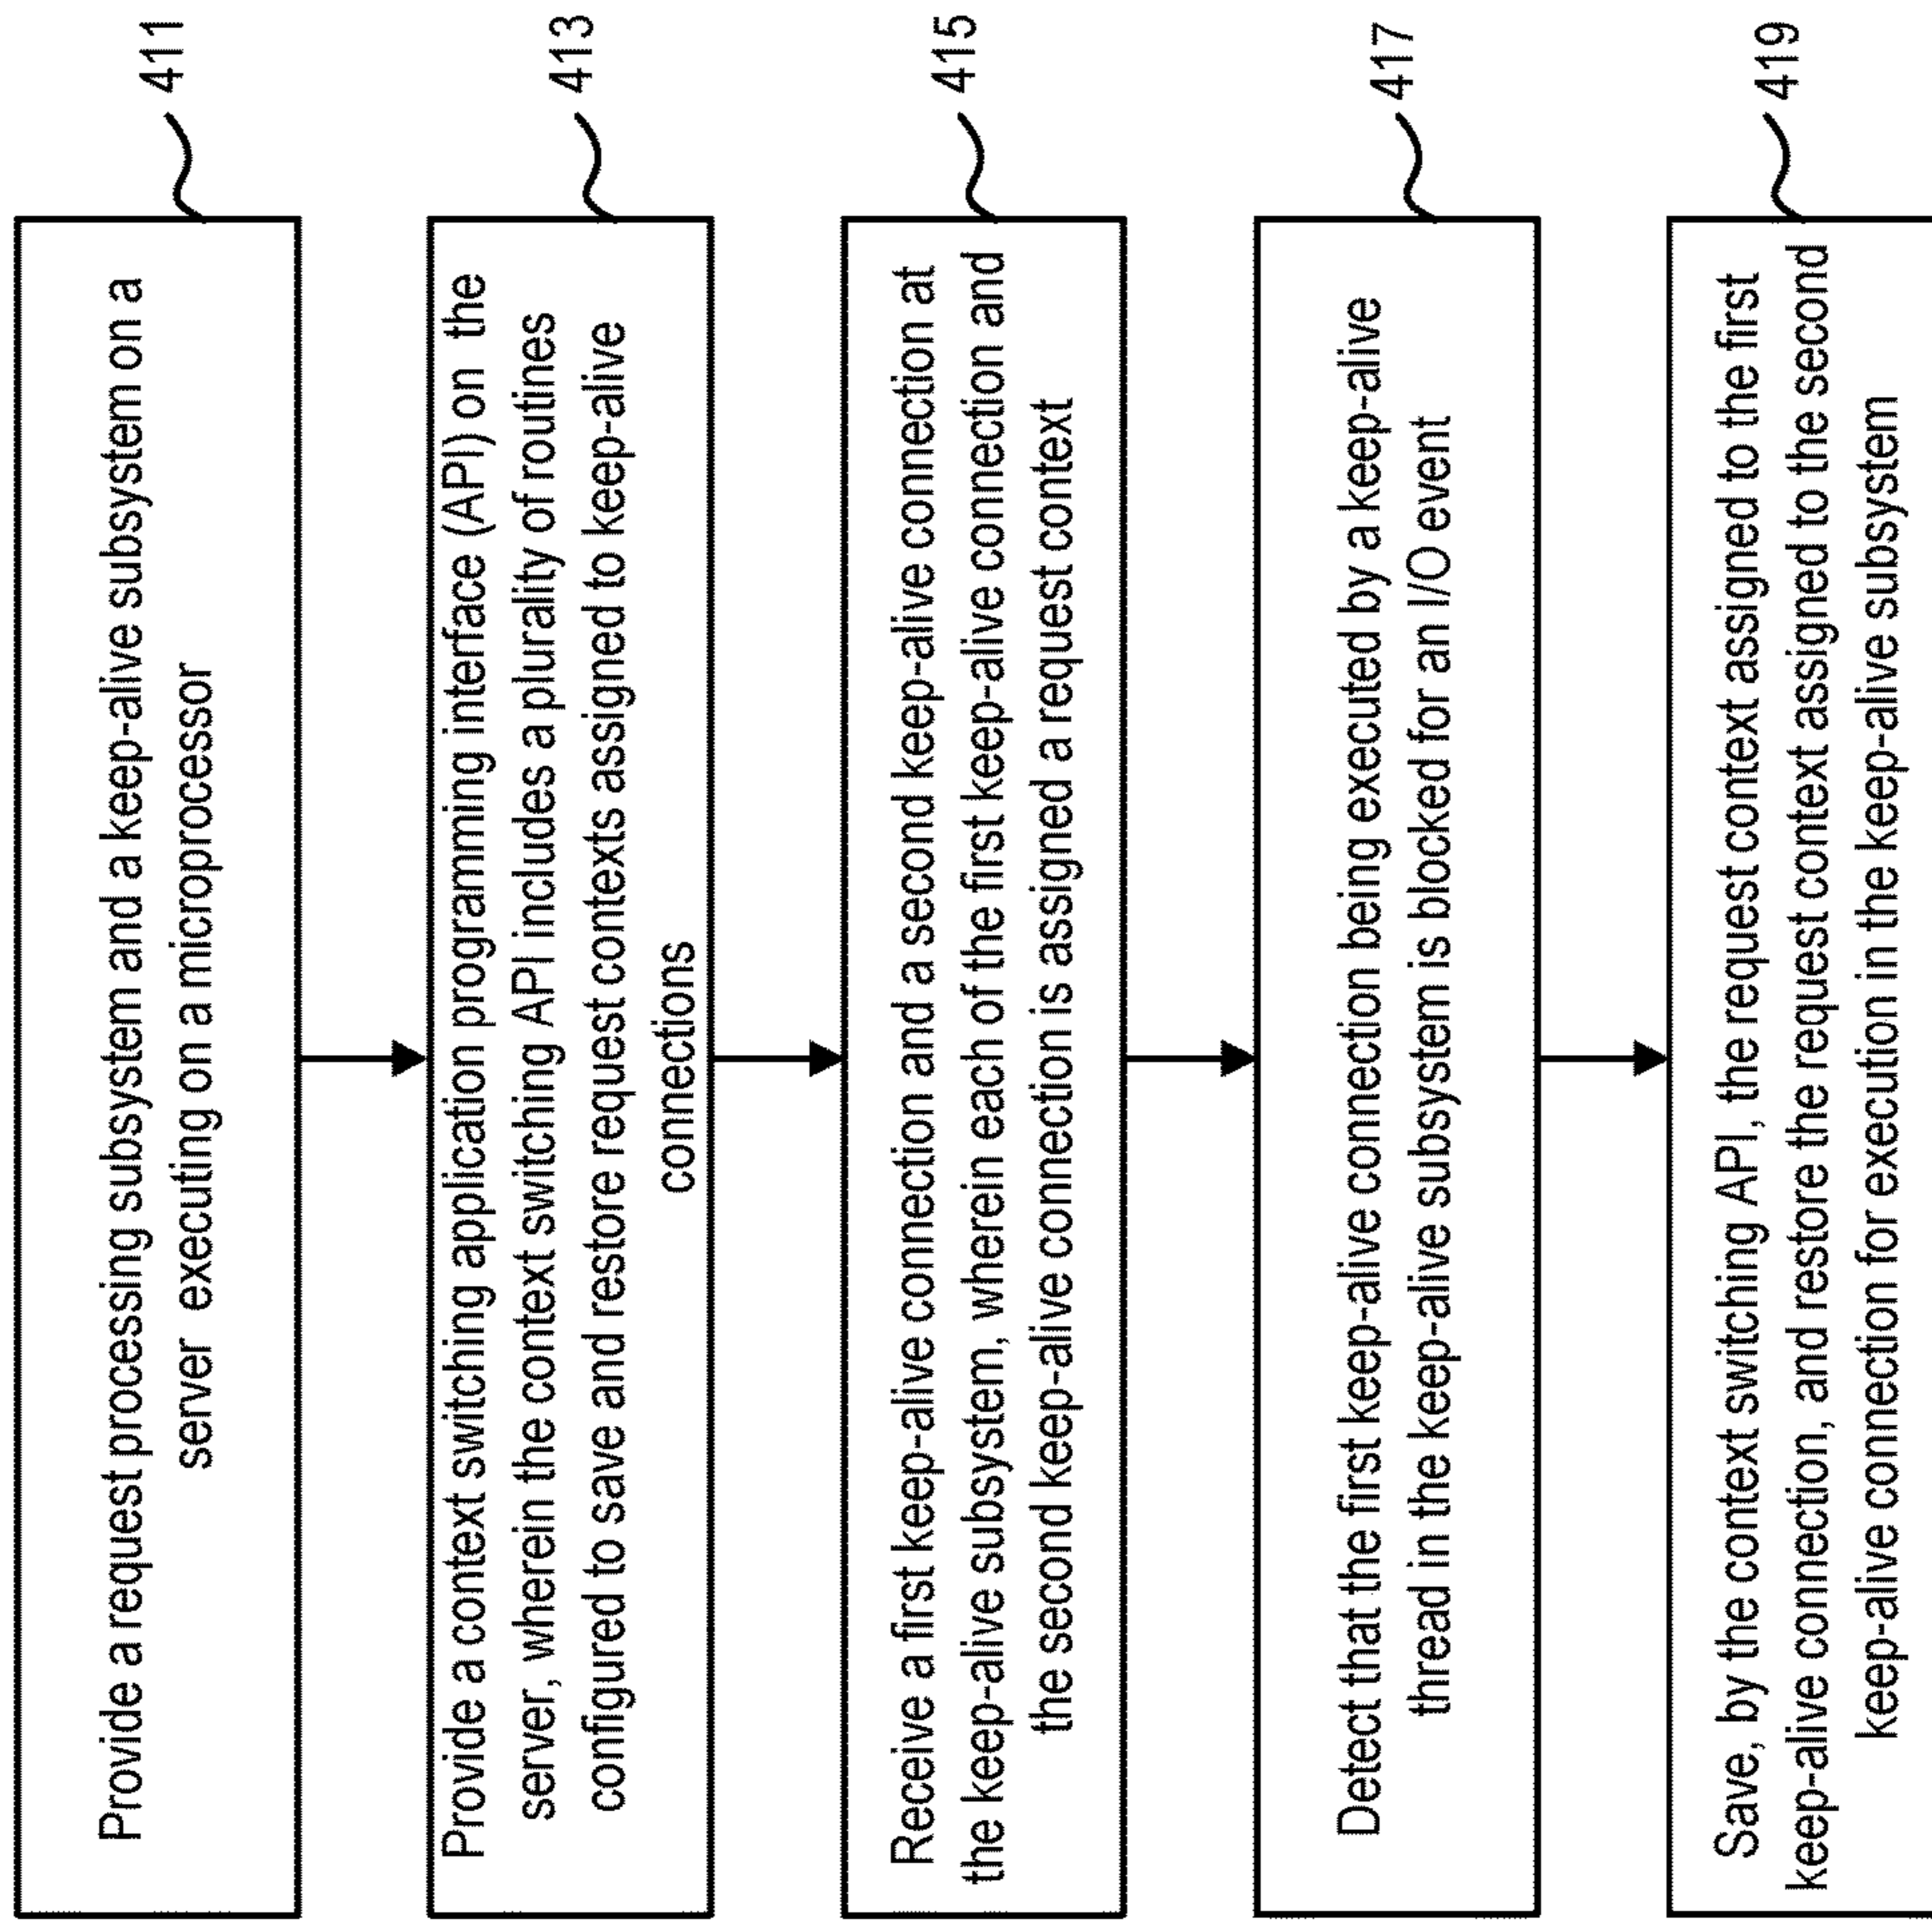 Provide a request processing subsystem and a keep-alive subsystem on a
server executing on a microprocessor
411
Provide a context switching application programming interface (API) on the
server, wherein the context switching API includes a plurality of routines
configured to save and restore request contexts assigned to keep-alive
connections
413
Receive a first keep-alive connection and a second keep-alive connection at
the keep-alive subsystem, wherein each of the first keep-alive connection and
the second keep-alive connection is assigned a request context
415
Detect that the first keep-alive connection being executed by a keep-alive
thread in the keep-alive subsystem is blocked for an I/O event
417
Save, by the context switching API, the request context assigned to the first
keep-alive connection, and restore the request context assigned to the second
keep-alive connection for execution in the keep-alive subsystem
419